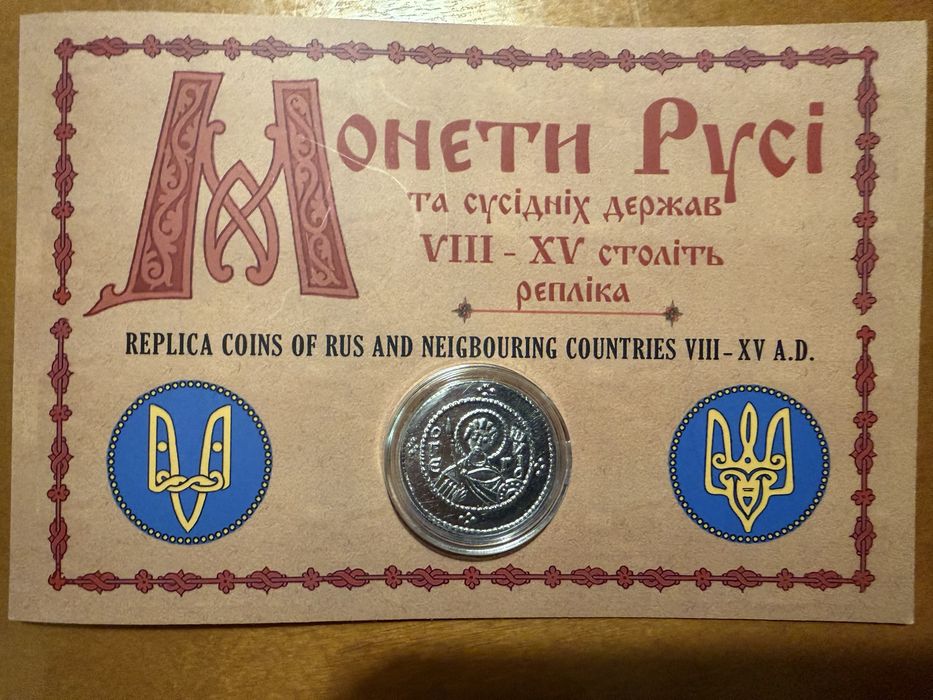 Монети Русі
та сусідніх держав
VIII - XV століть
репліка
REPLICA COINS OF RUS AND NEIGBOURING COUNTRIES VIII - XV A.D.